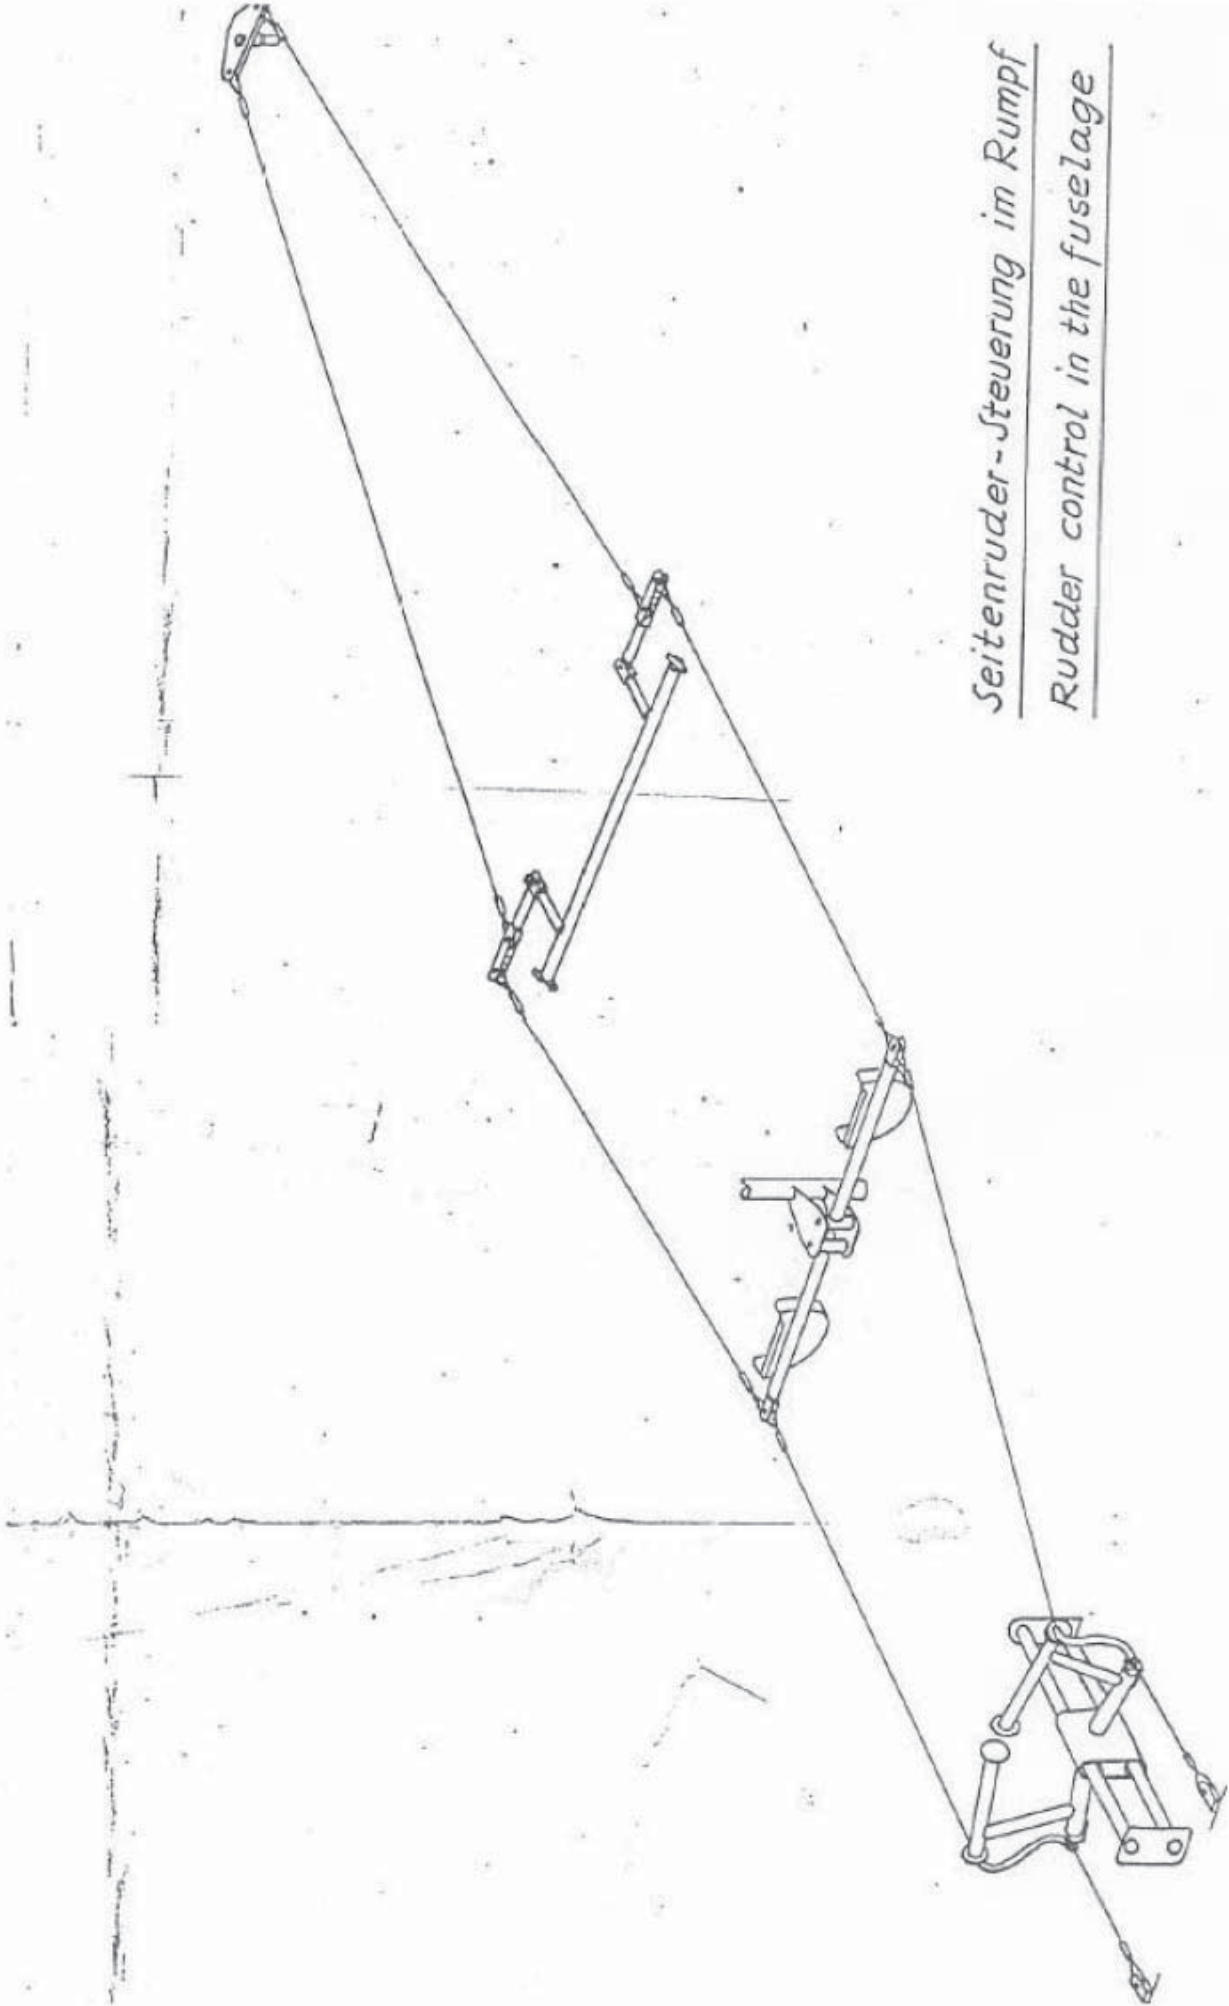 Seitenruder-Steuerung im Rumpf
Rudder control in the fuselage